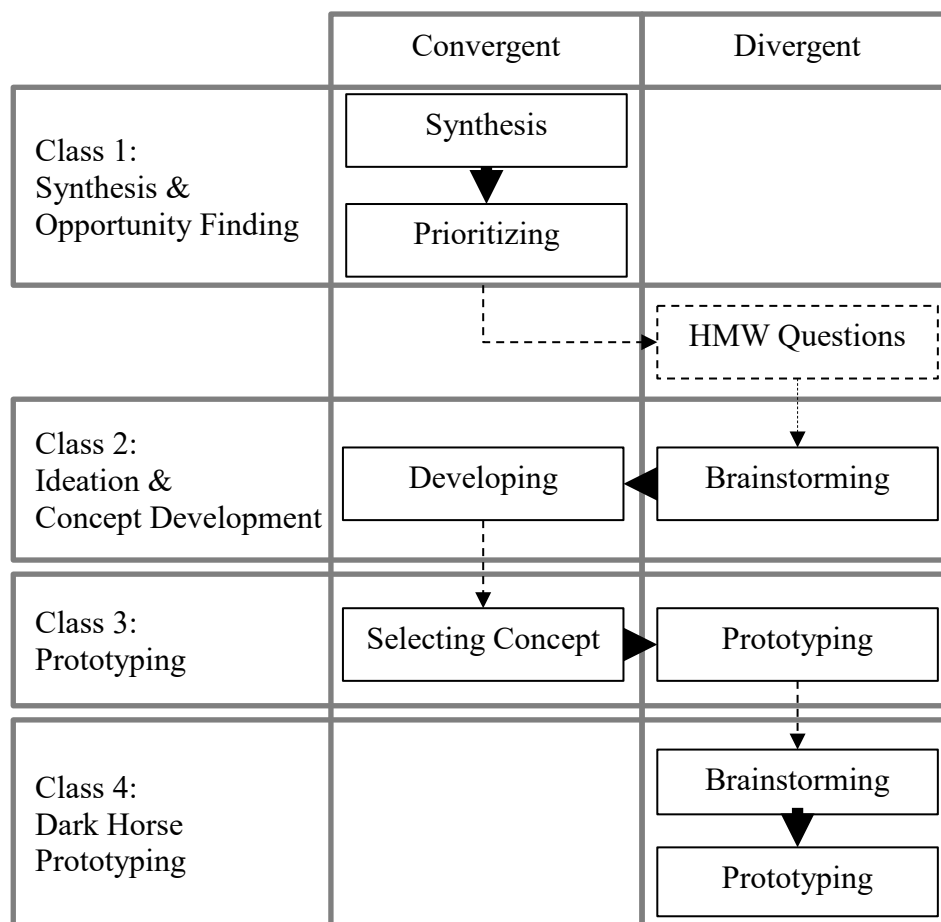 Convergent
Divergent
Class 1:
Synthesis &
Opportunity Finding
Synthesis
Prioritizing
HMW Questions
Class 2:
Ideation &
Concept Development
Developing
Brainstorming
Class 3:
Prototyping
Selecting Concept
Prototyping
Class 4:
Dark Horse
Prototyping
Brainstorming
Prototyping